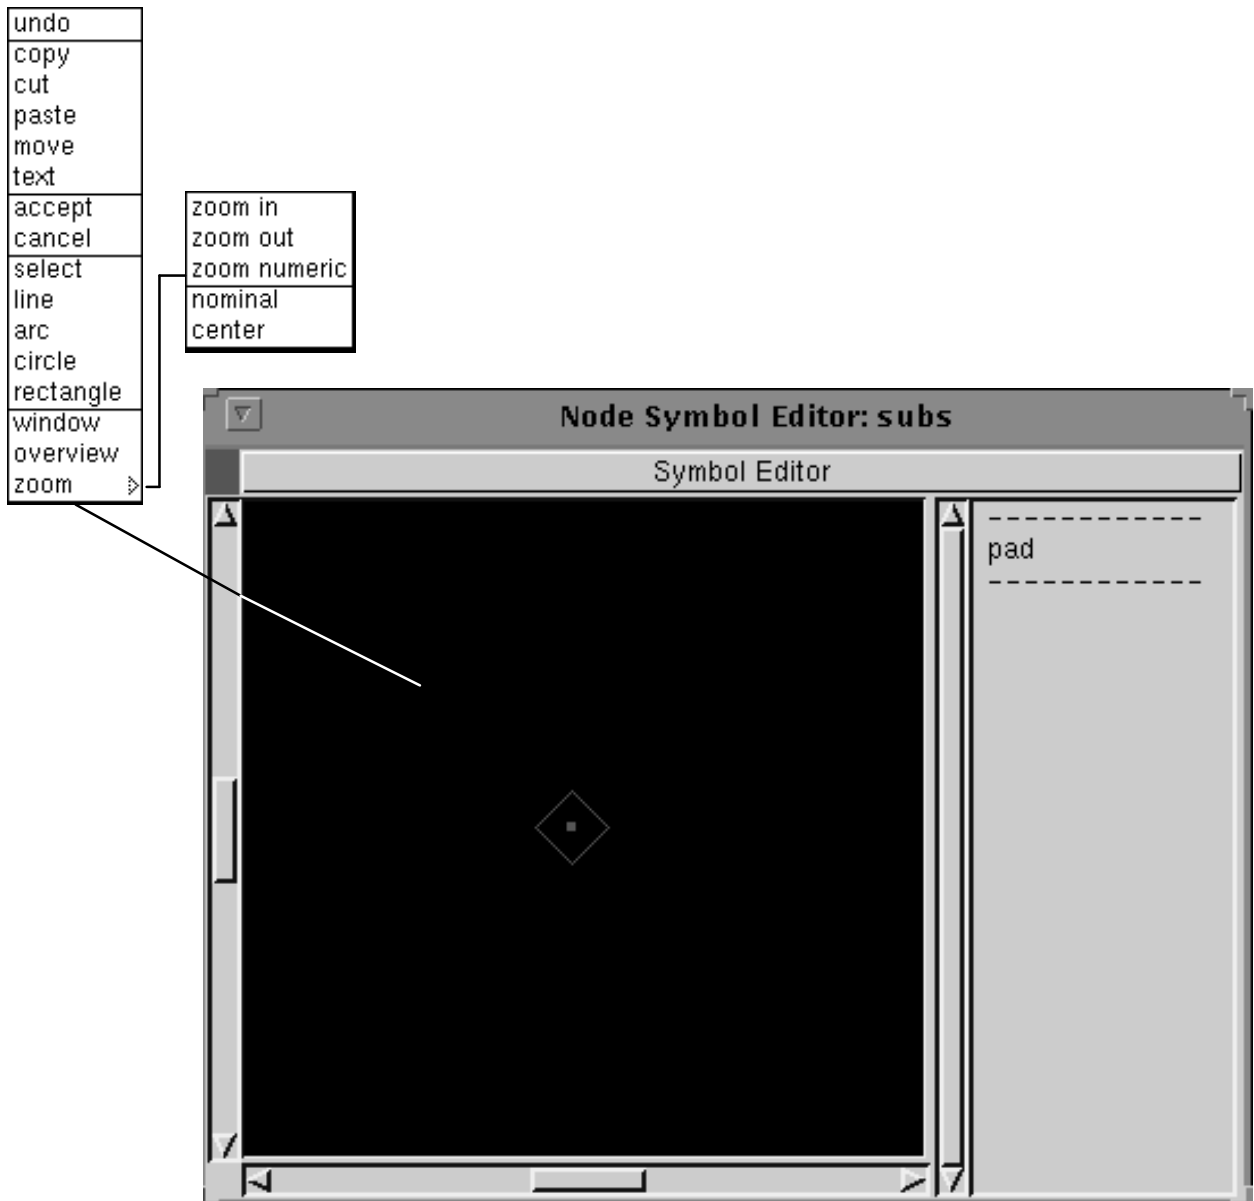 undo
copy
cut
paste
move
text
accept
cancel
select
line
arc
circle
rectangle
window
overview
zoom
zoom in
zoom out
zoom numeric
nominal
center
Node Symbol Editor: subs
Symbol Editor
------------
pad
------------